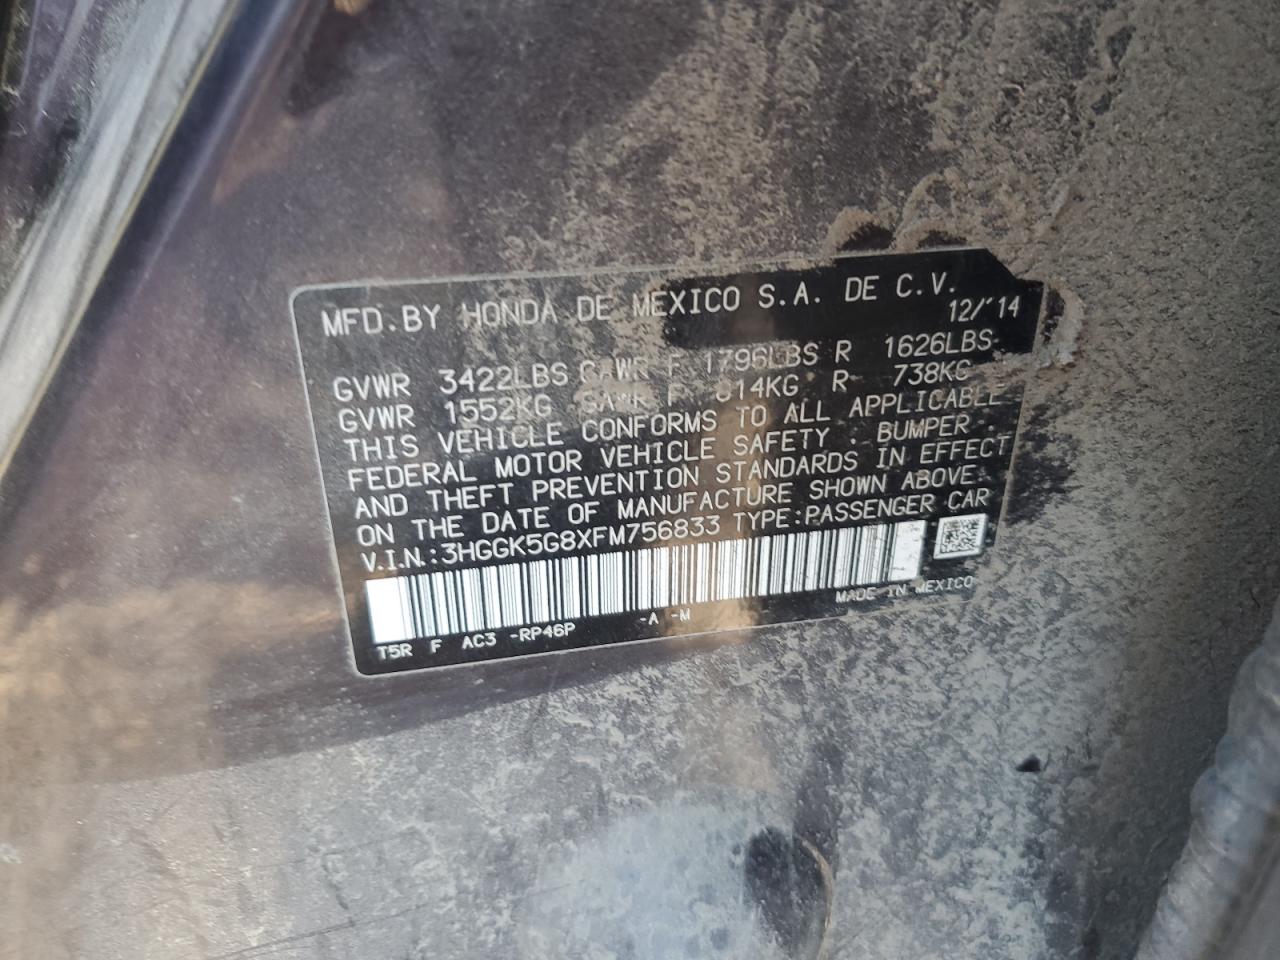 MFD.BY HONDA DE MEXICO S.A. DE C.V.
12/'14
GVWR 3422LBS GAWR F 1796LBS R 1626LBS
GVWR 1552KG GAWR F 814KG R 738KG
THIS VEHICLE CONFORMS TO ALL APPLICABLE
FEDERAL MOTOR VEHICLE SAFETY . BUMPER .
AND THEFT PREVENTION STANDARDS IN EFFECT
ON THE DATE OF MANUFACTURE SHOWN ABOVE.
V.I.N.:3HGGK5G8XFM756833 TYPE:PASSENGER CAR
MADE IN MEXICO
T5R F AC3 -RP46P -A -M